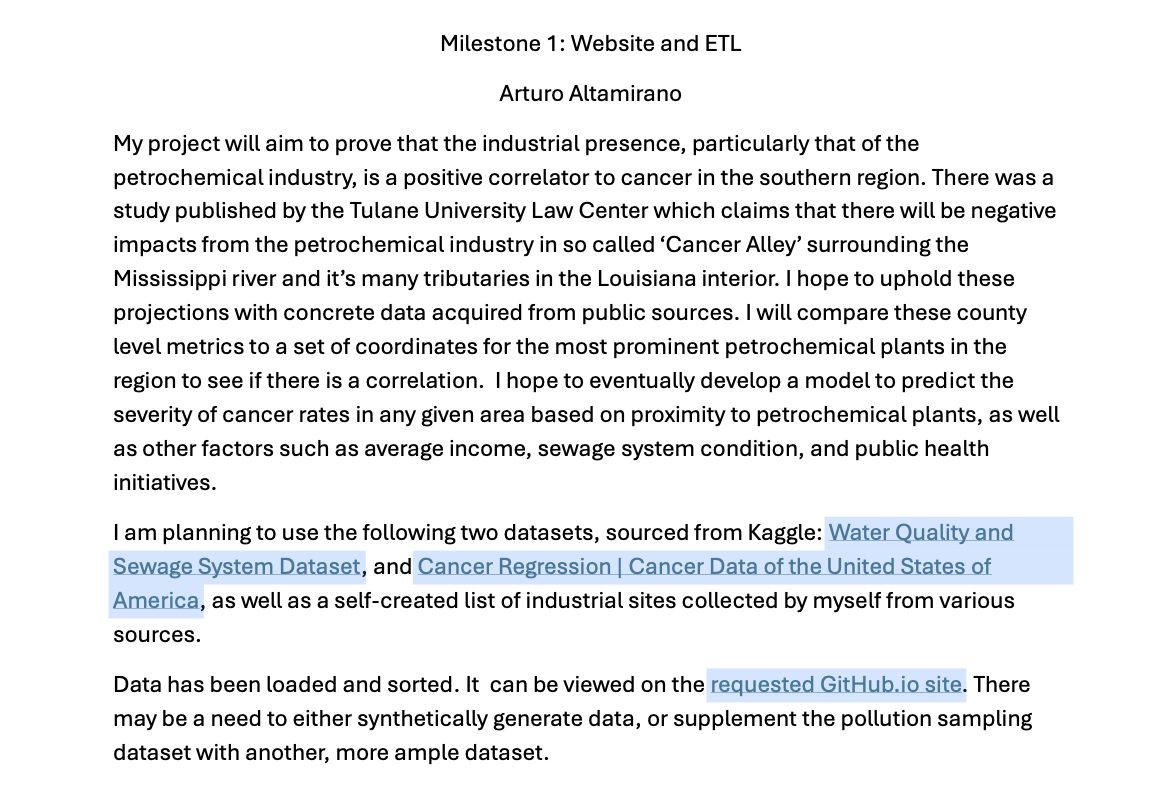 Milestone 1: Website and ETL
Arturo Altamirano
My project will aim to prove that the industrial presence, particularly that of the
petrochemical industry, is a positive correlator to cancer in the southern region. There was a
study published by the Tulane University Law Center which claims that there will be negative
impacts from the petrochemical industry in so called ‘Cancer Alley’ surrounding the
Mississippi river and it’s many tributaries in the Louisiana interior. I hope to uphold these
projections with concrete data acquired from public sources. I will compare these county
level metrics to a set of coordinates for the most prominent petrochemical plants in the
region to see if there is a correlation.  I hope to eventually develop a model to predict the
severity of cancer rates in any given area based on proximity to petrochemical plants, as well
as other factors such as average income, sewage system condition, and public health
initiatives.
I am planning to use the following two datasets, sourced from Kaggle: Water Quality and
Sewage System Dataset, and Cancer Regression | Cancer Data of the United States of
America, as well as a self-created list of industrial sites collected by myself from various
sources.
Data has been loaded and sorted. It  can be viewed on the requested GitHub.io site. There
may be a need to either synthetically generate data, or supplement the pollution sampling
dataset with another, more ample dataset.